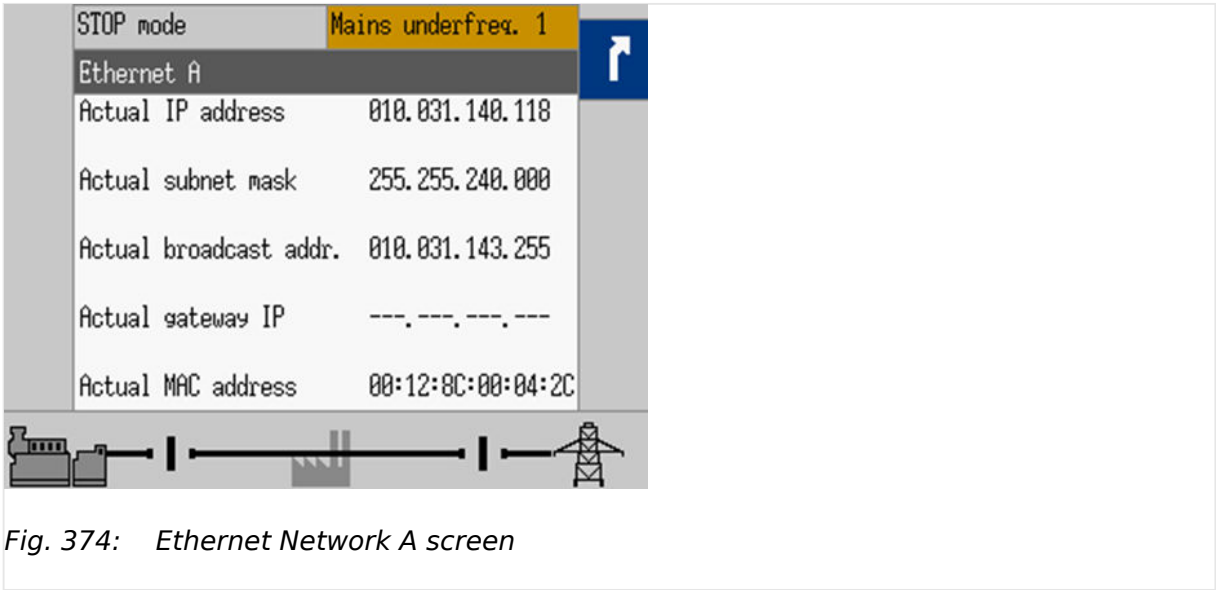 STOP mode Mains underfreq. 1
Ethernet A
Actual IP address 010.031.140.118
Actual subnet mask 255.255.240.000
Actual broadcast addr. 010.031.143.255
Actual gateway IP ---.---.---.---
Actual MAC address 00:12:8C:00:04:2C
Fig. 374: Ethernet Network A screen